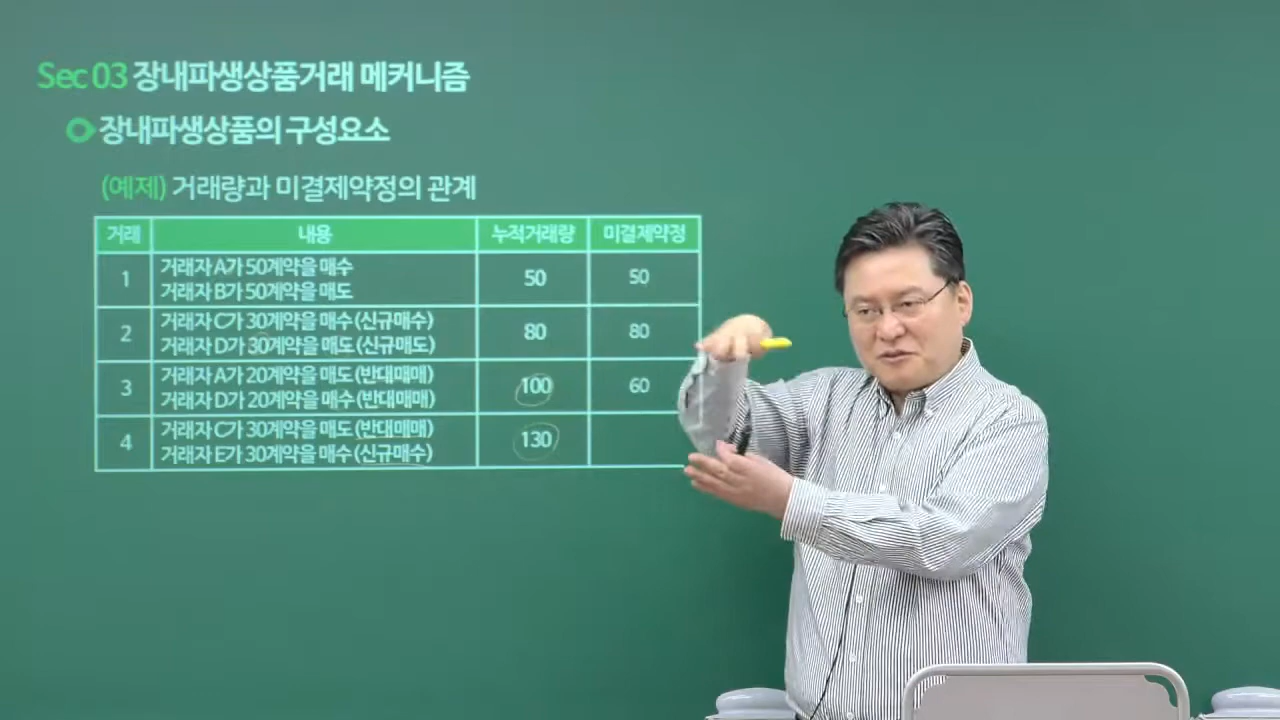 Sec 03 장내파생상품거래 메커니즘
장내파생상품의 구성요소
(예제) 거래량과 미결제약정의 관계
거래 내용 누적거래량 미결제약정
1 거래자 A가 50계약을 매수 50 50
거래자 B가 50계약을 매도
2 거래자 C가 30계약을 매수 (신규매수) 80 80
거래자 D가 30계약을 매도 (신규매도)
3 거래자 A가 20계약을 매도 (반대매매) 100 60
거래자 D가 20계약을 매수 (반대매매)
4 거래자 C가 30계약을 매도 (반대매매) 130
거래자 E가 30계약을 매수 (신규매수)